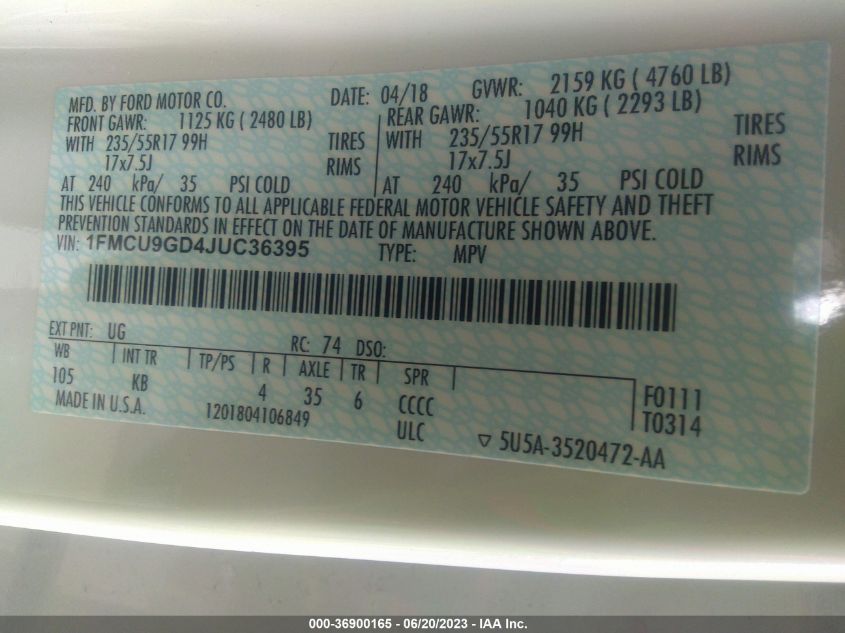 MFD. BY FORD MOTOR CO. DATE: 04/18 GVWR: 2159 KG ( 4760 LB)
FRONT GAWR: 1125 KG ( 2480 LB) REAR GAWR: 1040 KG ( 2293 LB)
WITH 235/55R17 99H TIRES WITH 235/55R17 99H TIRES
17x7.5J RIMS 17x7.5J RIMS
AT 240 kPa/ 35 PSI COLD AT 240 kPa/ 35 PSI COLD
THIS VEHICLE CONFORMS TO ALL APPLICABLE FEDERAL MOTOR VEHICLE SAFETY AND THEFT
PREVENTION STANDARDS IN EFFECT ON THE DATE OF MANUFACTURE SHOWN ABOVE.
VIN: 1FMCU9GD4JUC36395 TYPE: MPV
EXT PNT: UG RC: 74 DSO:
WB INT TR TP/PS R AXLE TR SPR
105 KB 4 35 6 CCCC F0111
MADE IN U.S.A. 1201804106849 ULC T0314
▽ 5U5A-3520472-AA
000-36900165 - 06/20/2023 - IAA Inc.